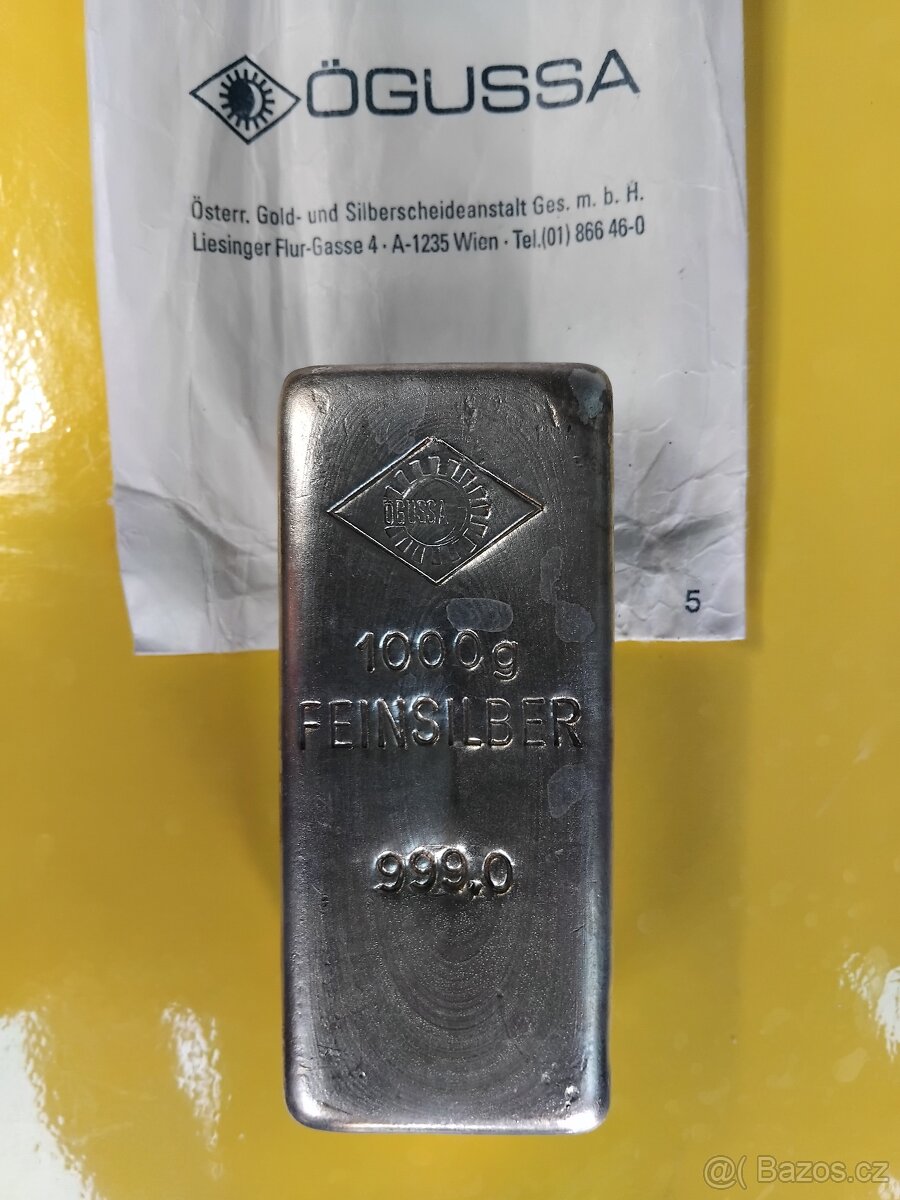 ÖGUSSA
Österr. Gold- und Silberscheideanstalt Ges. m. b. H.
Liesinger Flur-Gasse 4 · A-1235 Wien · Tel.(01) 866 46-0
5
ÖGUSSA
1000g
FEINSILBER
999,0
@( Bazos.cz